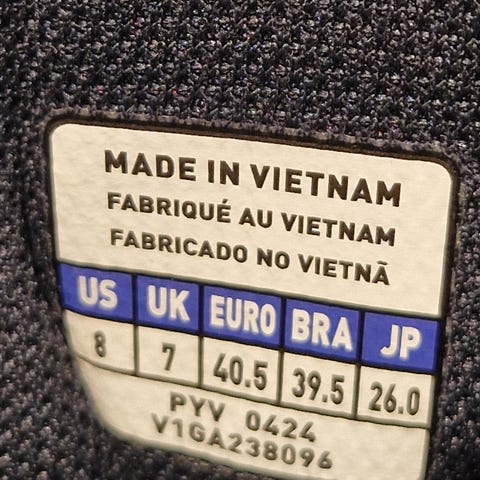 MADE IN VIETNAM
FABRIQUÉ AU VIETNAM
FABRICADO NO VIETNÃ
US UK EURO BRA JP
8 7 40.5 39.5 26.0
PYV 0424
V1GA238096